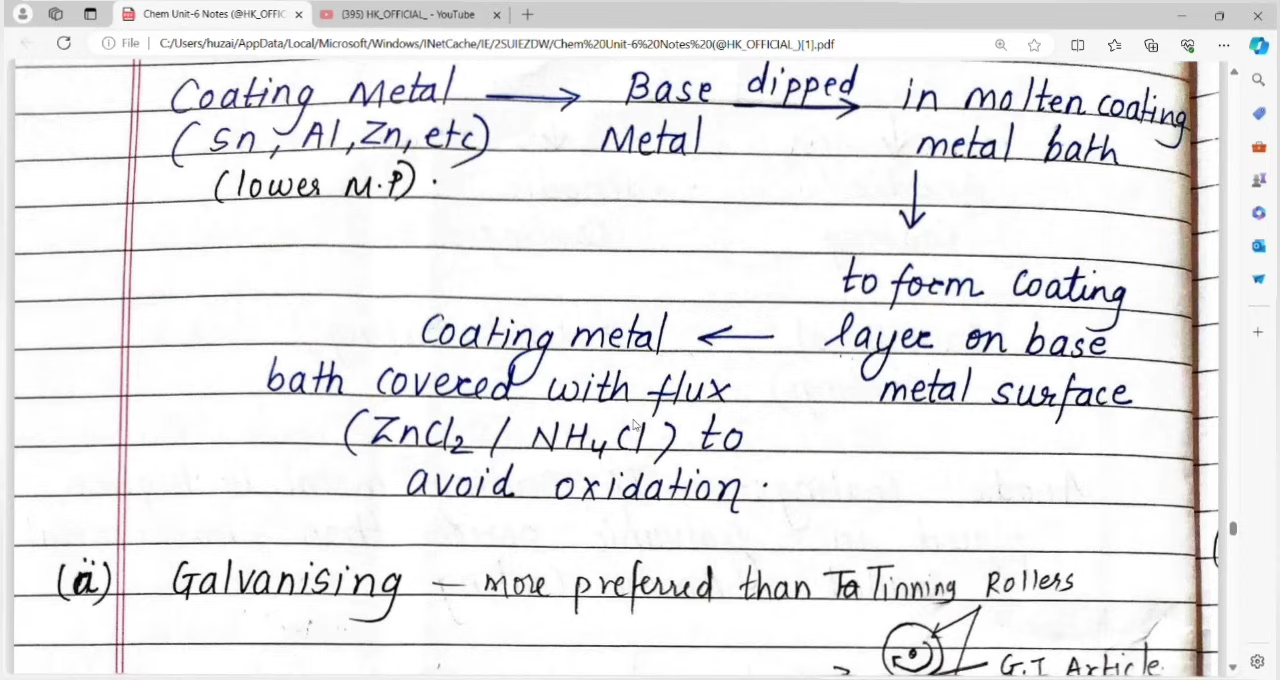 Chem Unit-6 Notes (@HK_OFFIC
(395) HK_OFFICIAL_ - YouTube
File
C:/Users/huzai/AppData/Local/Microsoft/Windows/INetCache/IE/2SUIEZDW/Chem%20Unit-6%20Notes%20(@HK_OFFICIAL_)[1].pdf
Coating Metal → Base dipped in molten coating
(Sn, Al, Zn, etc) Metal metal bath
(lower M.P).
to form coating
Coating metal ← layer on base
bath covered with flux metal surface
(ZnCl2 / NH4Cl) to
avoid oxidation.
(a) Galvanising – more preferred than Tinning Rollers
G.I Article